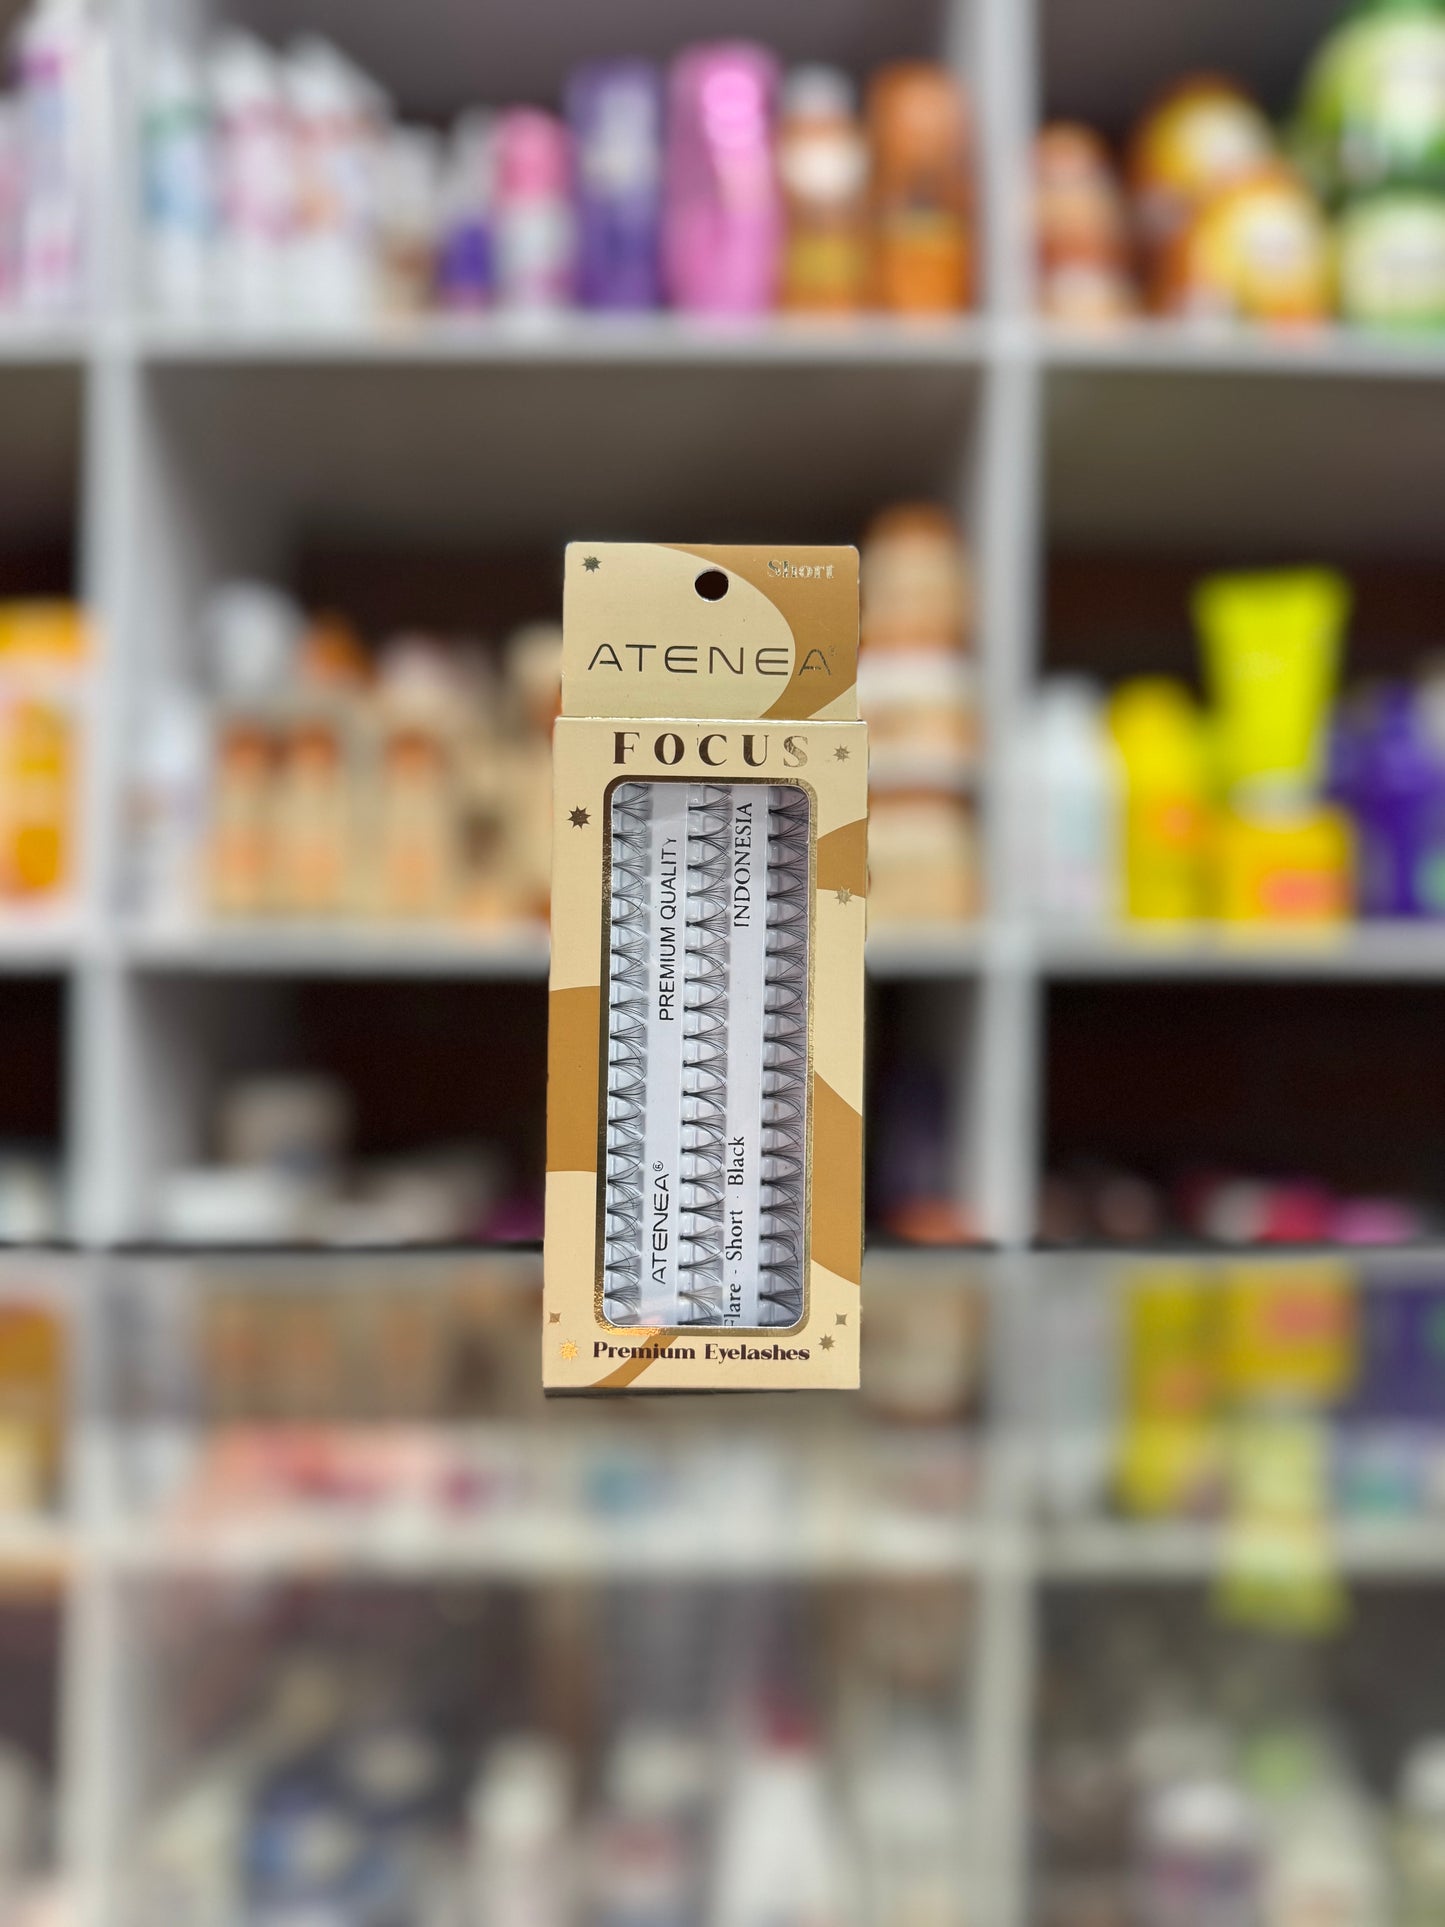 Short
ATENEA
FOCUS
PREMIUM QUALITY
ATENEA®
INDONESIA
Flare - Short · Black
Premium Eyelashes